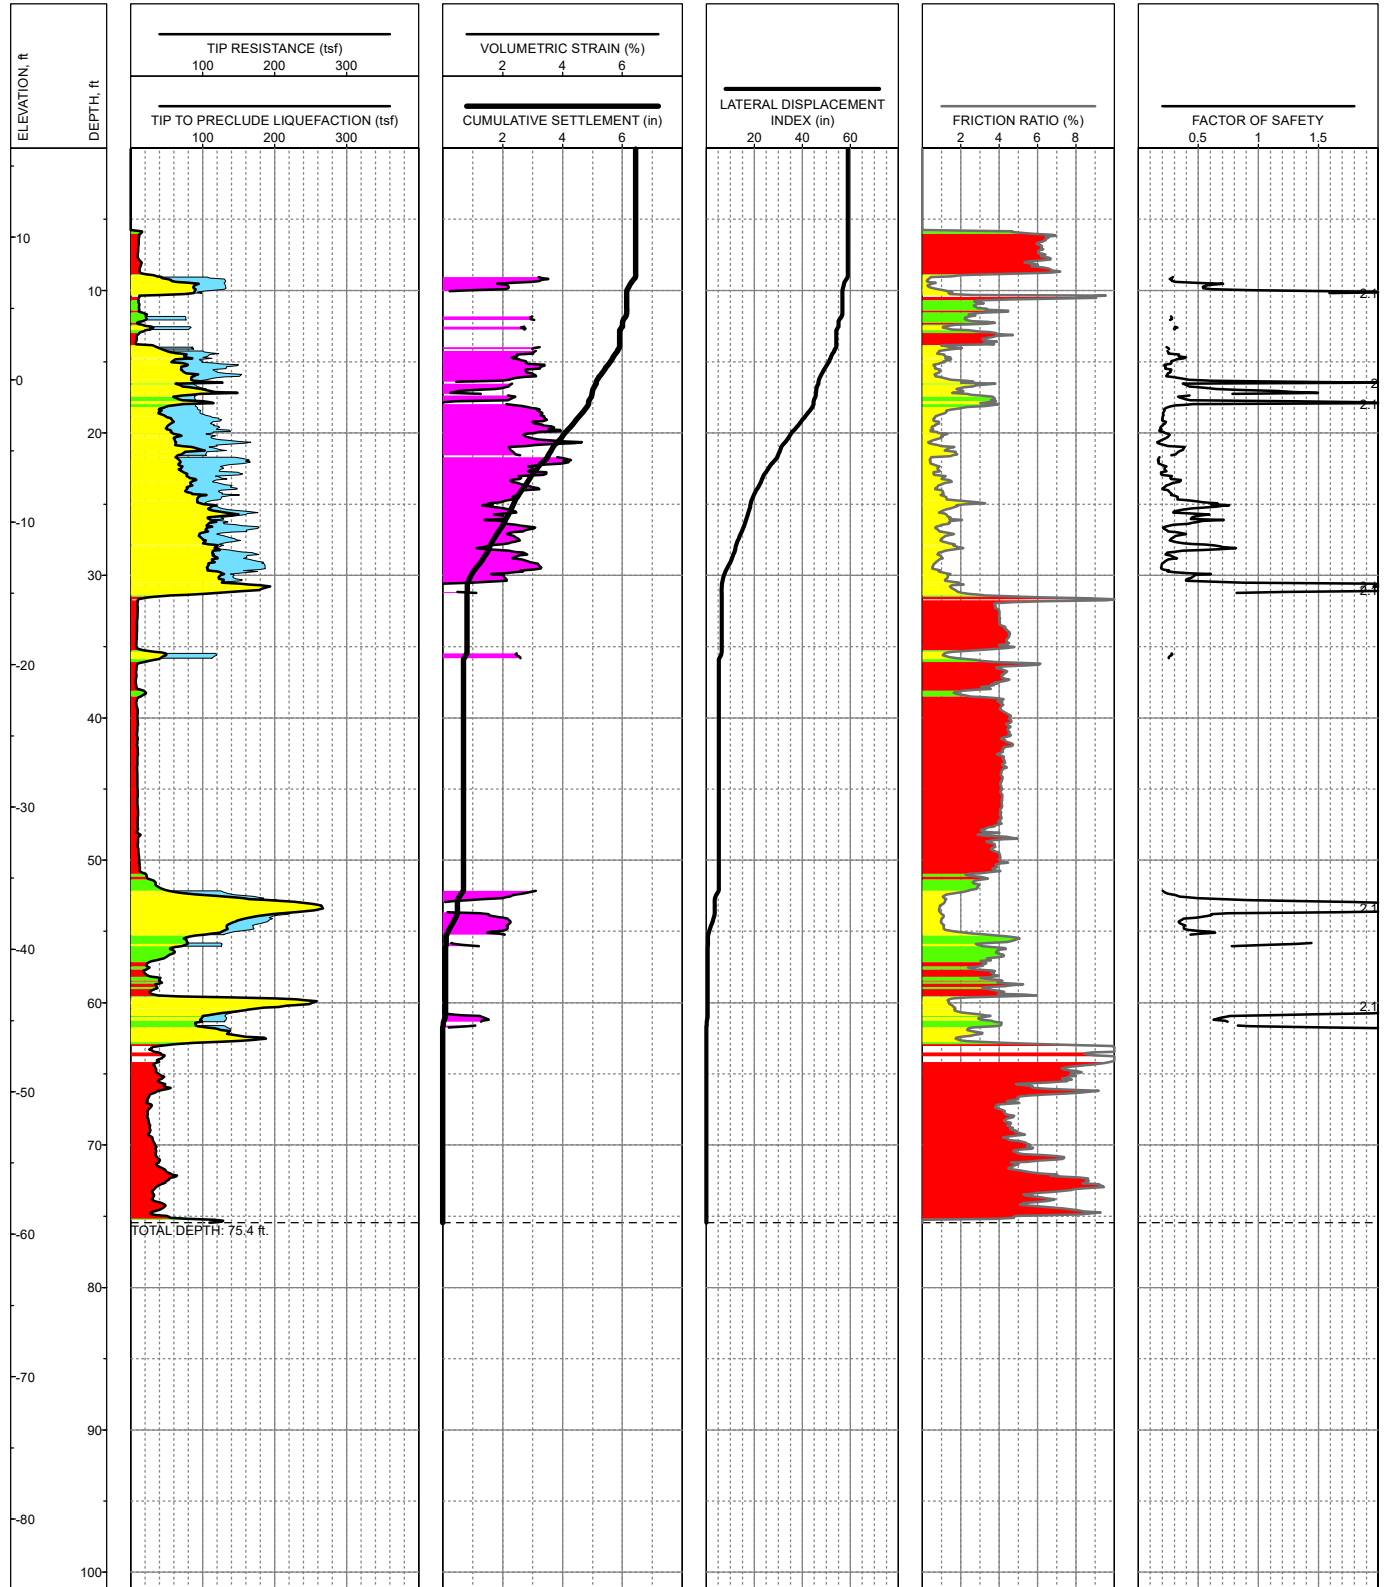 ELEVATION, ft
DEPTH, ft
TIP RESISTANCE (tsf)
100 200 300
TIP TO PRECLUDE LIQUEFACTION (tsf)
100 200 300
VOLUMETRIC STRAIN (%)
2 4 6
CUMULATIVE SETTLEMENT (in)
2 4 6
LATERAL DISPLACEMENT
INDEX (in)
20 40 60
FRICTION RATIO (%)
2 4 6 8
FACTOR OF SAFETY
0.5 1 1.5
10
0
-10
-20
-30
-40
-50
-60
-70
-80
10
20
30
40
50
60
70
80
90
100
2.1
2.1
2.1
2.1
2.1
TOTAL DEPTH: 75.4 ft.